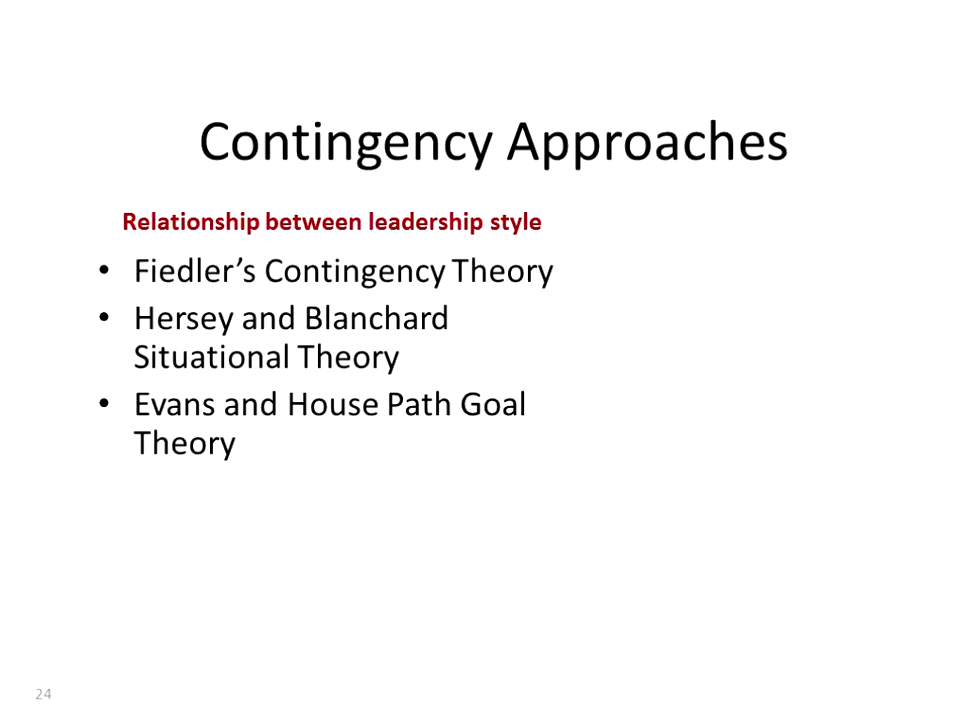 Contingency Approaches
Relationship between leadership style
• Fiedler’s Contingency Theory
• Hersey and Blanchard
Situational Theory
• Evans and House Path Goal
Theory
24